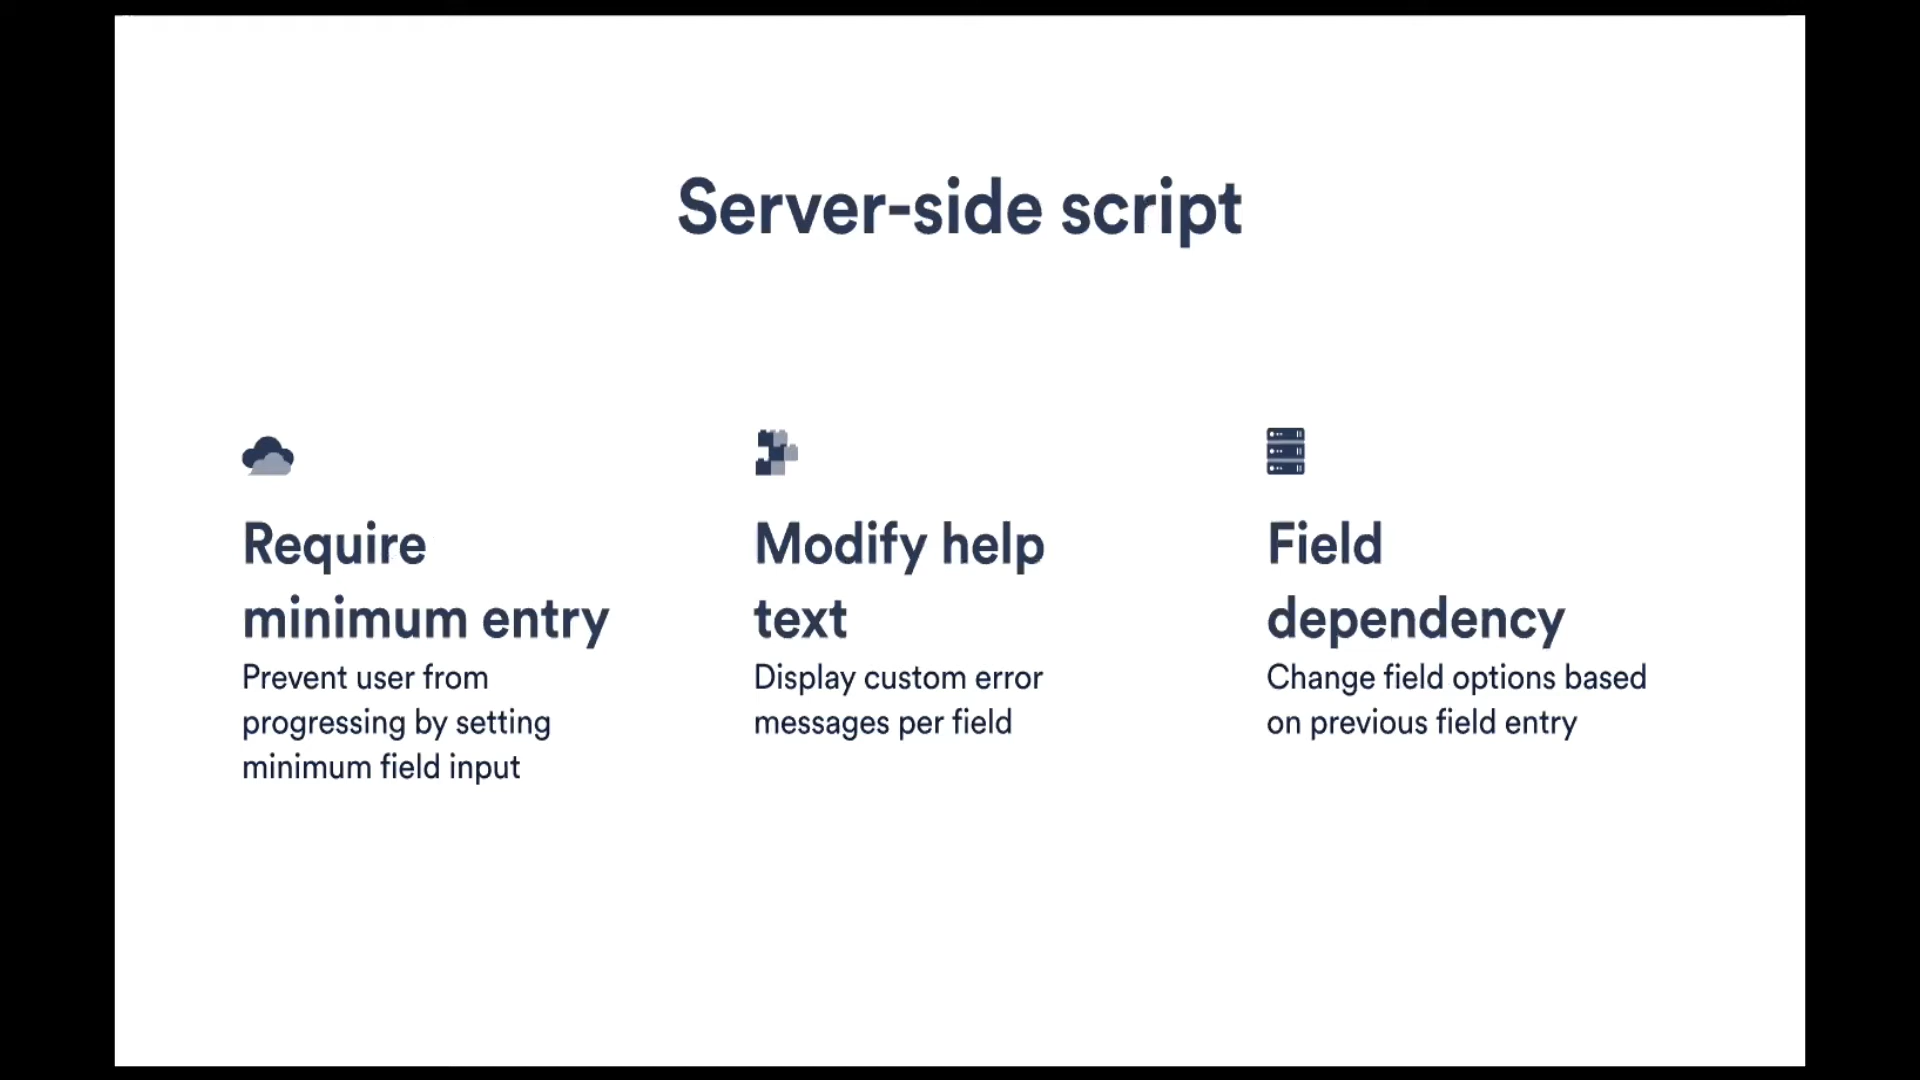 Server-side script
Require
minimum entry
Prevent user from
progressing by setting
minimum field input
Modify help
text
Display custom error
messages per field
Field
dependency
Change field options based
on previous field entry